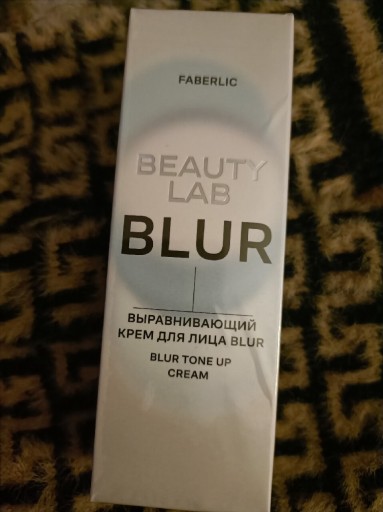 FABERLIC
BEAUTY
LAB
BLUR
ВЫРАВНИВАЮЩИЙ
КРЕМ ДЛЯ ЛИЦА BLUR
BLUR TONE UP
CREAM